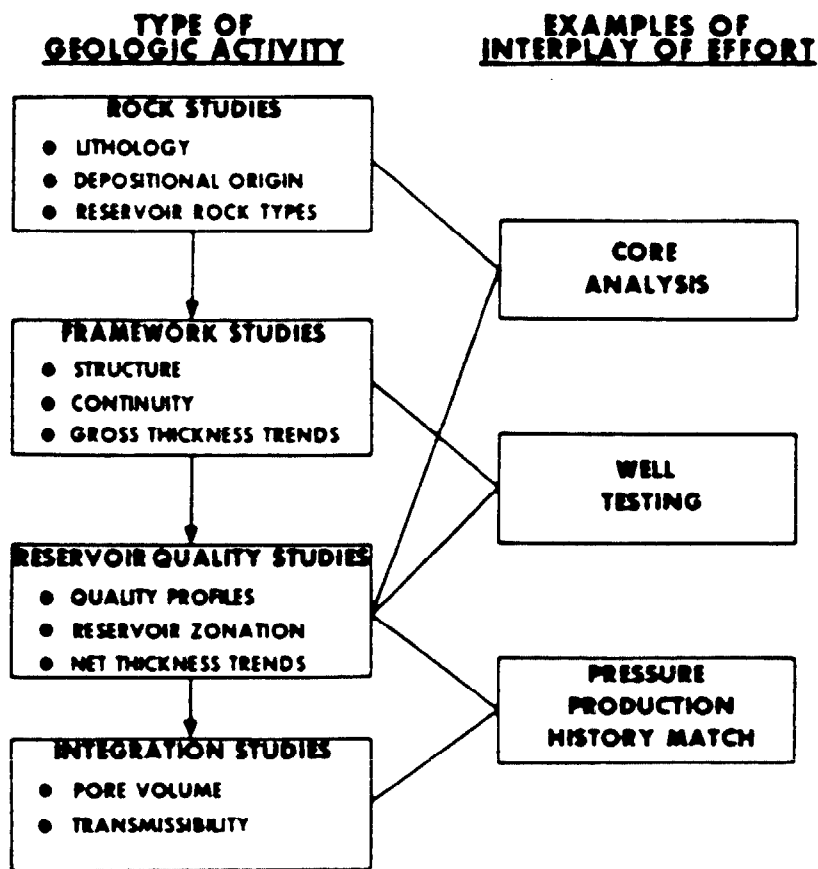 TYPE OF
GEOLOGIC ACTIVITY
EXAMPLES OF
INTERPLAY OF EFFORT
ROCK STUDIES
● LITHOLOGY
● DEPOSITIONAL ORIGIN
● RESERVOIR ROCK TYPES
FRAMEWORK STUDIES
● STRUCTURE
● CONTINUITY
● GROSS THICKNESS TRENDS
RESERVOIR QUALITY STUDIES
● QUALITY PROFILES
● RESERVOIR ZONATION
● NET THICKNESS TRENDS
INTEGRATION STUDIES
● PORE VOLUME
● TRANSMISSIBILITY
CORE
ANALYSIS
WELL
TESTING
PRESSURE
PRODUCTION
HISTORY MATCH